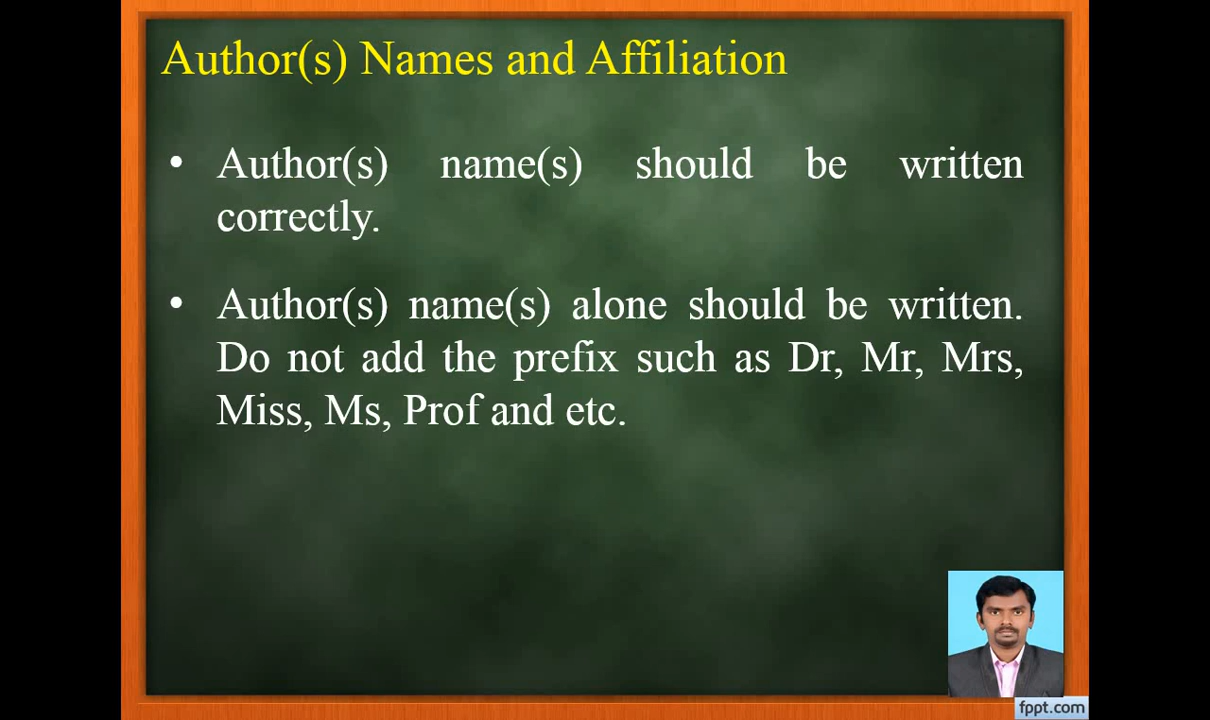 Author(s) Names and Affiliation
• Author(s) name(s) should be written
correctly.
• Author(s) name(s) alone should be written.
Do not add the prefix such as Dr, Mr, Mrs,
Miss, Ms, Prof and etc.
fppt.com